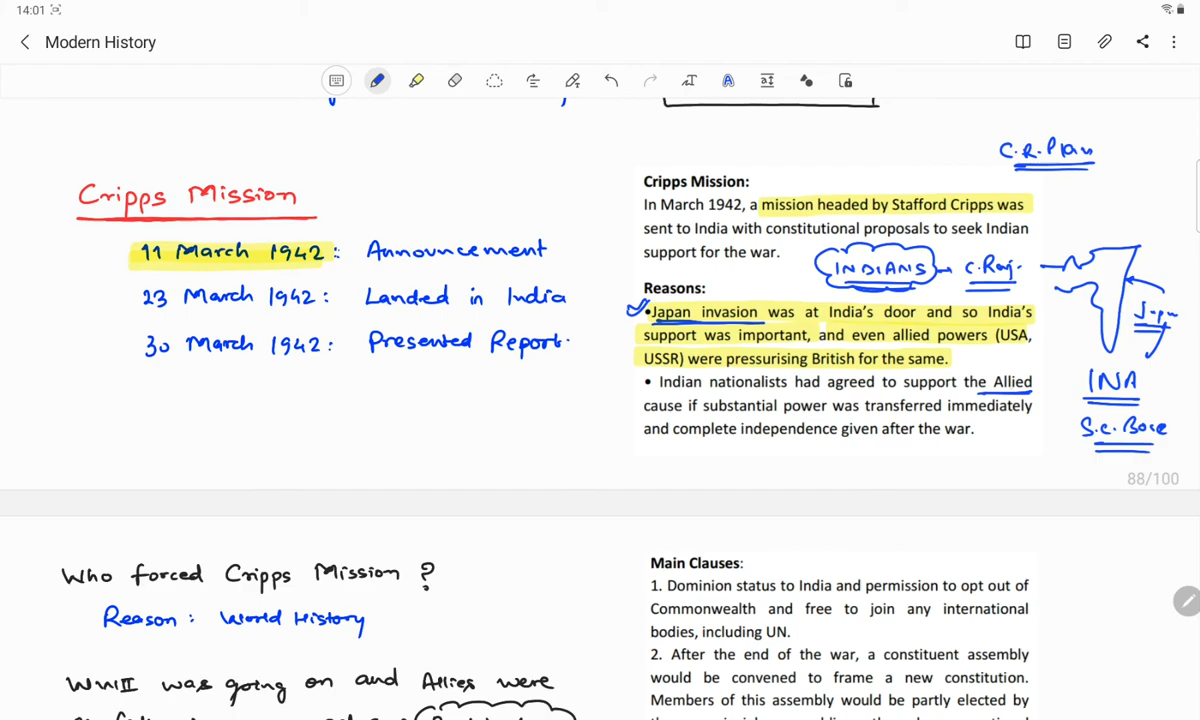 14:01
Modern History
C.R. Plan
Cripps Mission
11 March 1942 : Announcement
23 March 1942 : Landed in India
30 March 1942 : Presented Report.
Cripps Mission:
In March 1942, a mission headed by Stafford Cripps was
sent to India with constitutional proposals to seek Indian
support for the war.
INDIANS C. Raj.
Reasons:
•Japan invasion was at India's door and so India's
support was important, and even allied powers (USA,
USSR) were pressurising British for the same.
• Indian nationalists had agreed to support the Allied
cause if substantial power was transferred immediately
and complete independence given after the war.
INA
S.C. Bose
88/100
Who forced Cripps Mission ?
Reason : World History
WWII was going on and Allies were
Main Clauses:
1. Dominion status to India and permission to opt out of
Commonwealth and free to join any international
bodies, including UN.
2. After the end of the war, a constituent assembly
would be convened to frame a new constitution.
Members of this assembly would be partly elected by